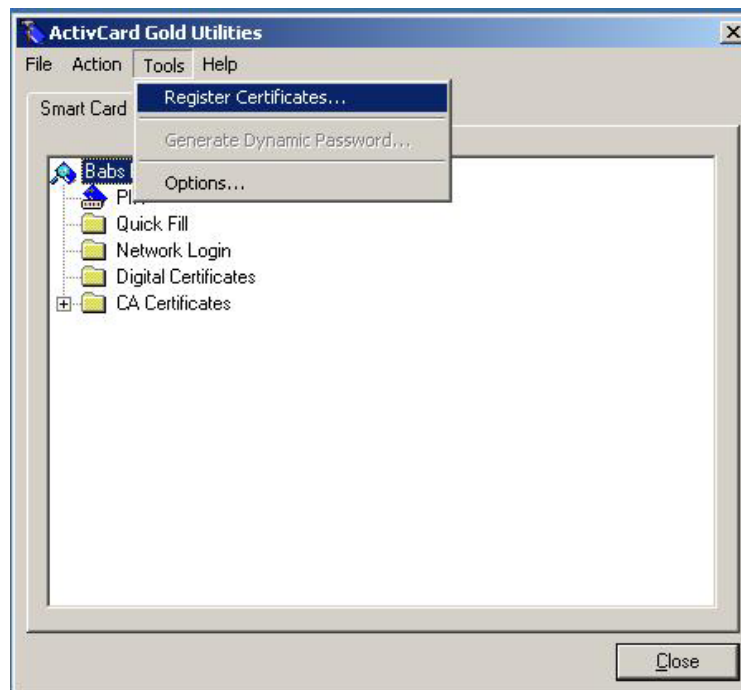 ActivCard Gold Utilities
File Action Tools Help
Smart Card
Register Certificates...
Generate Dynamic Password...
Options...
Babs
Quick Fill
Network Login
Digital Certificates
CA Certificates
Close